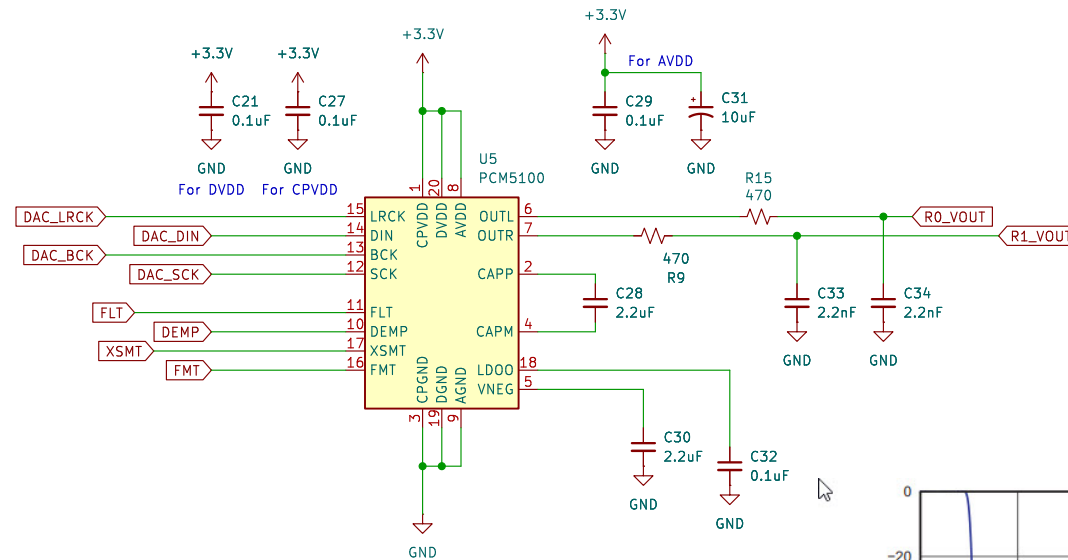 +3.3V
+3.3V
+3.3V
+3.3V
For AVDD
C21
0.1uF
C27
0.1uF
C29
0.1uF
C31
10uF
GND
GND
GND
GND
For DVDD
For CPVDD
U5
PCM5100
R15
470
1
20
8
CPVDD
DVDD
AVDD
DAC_LRCK
15
LRCK
OUTL
6
R0_VOUT
DAC_DIN
14
DIN
OUTR
7
R1_VOUT
DAC_BCK
13
BCK
470
R9
DAC_SCK
12
SCK
CAPP
2
C28
2.2uF
C33
2.2nF
C34
2.2nF
FLT
11
FLT
DEMP
10
DEMP
CAPM
4
XSMT
17
XSMT
GND
GND
FMT
16
FMT
LDOO
18
VNEG
5
CPGND
DGND
AGND
3
19
9
C30
2.2uF
C32
0.1uF
GND
GND
GND
0
−20